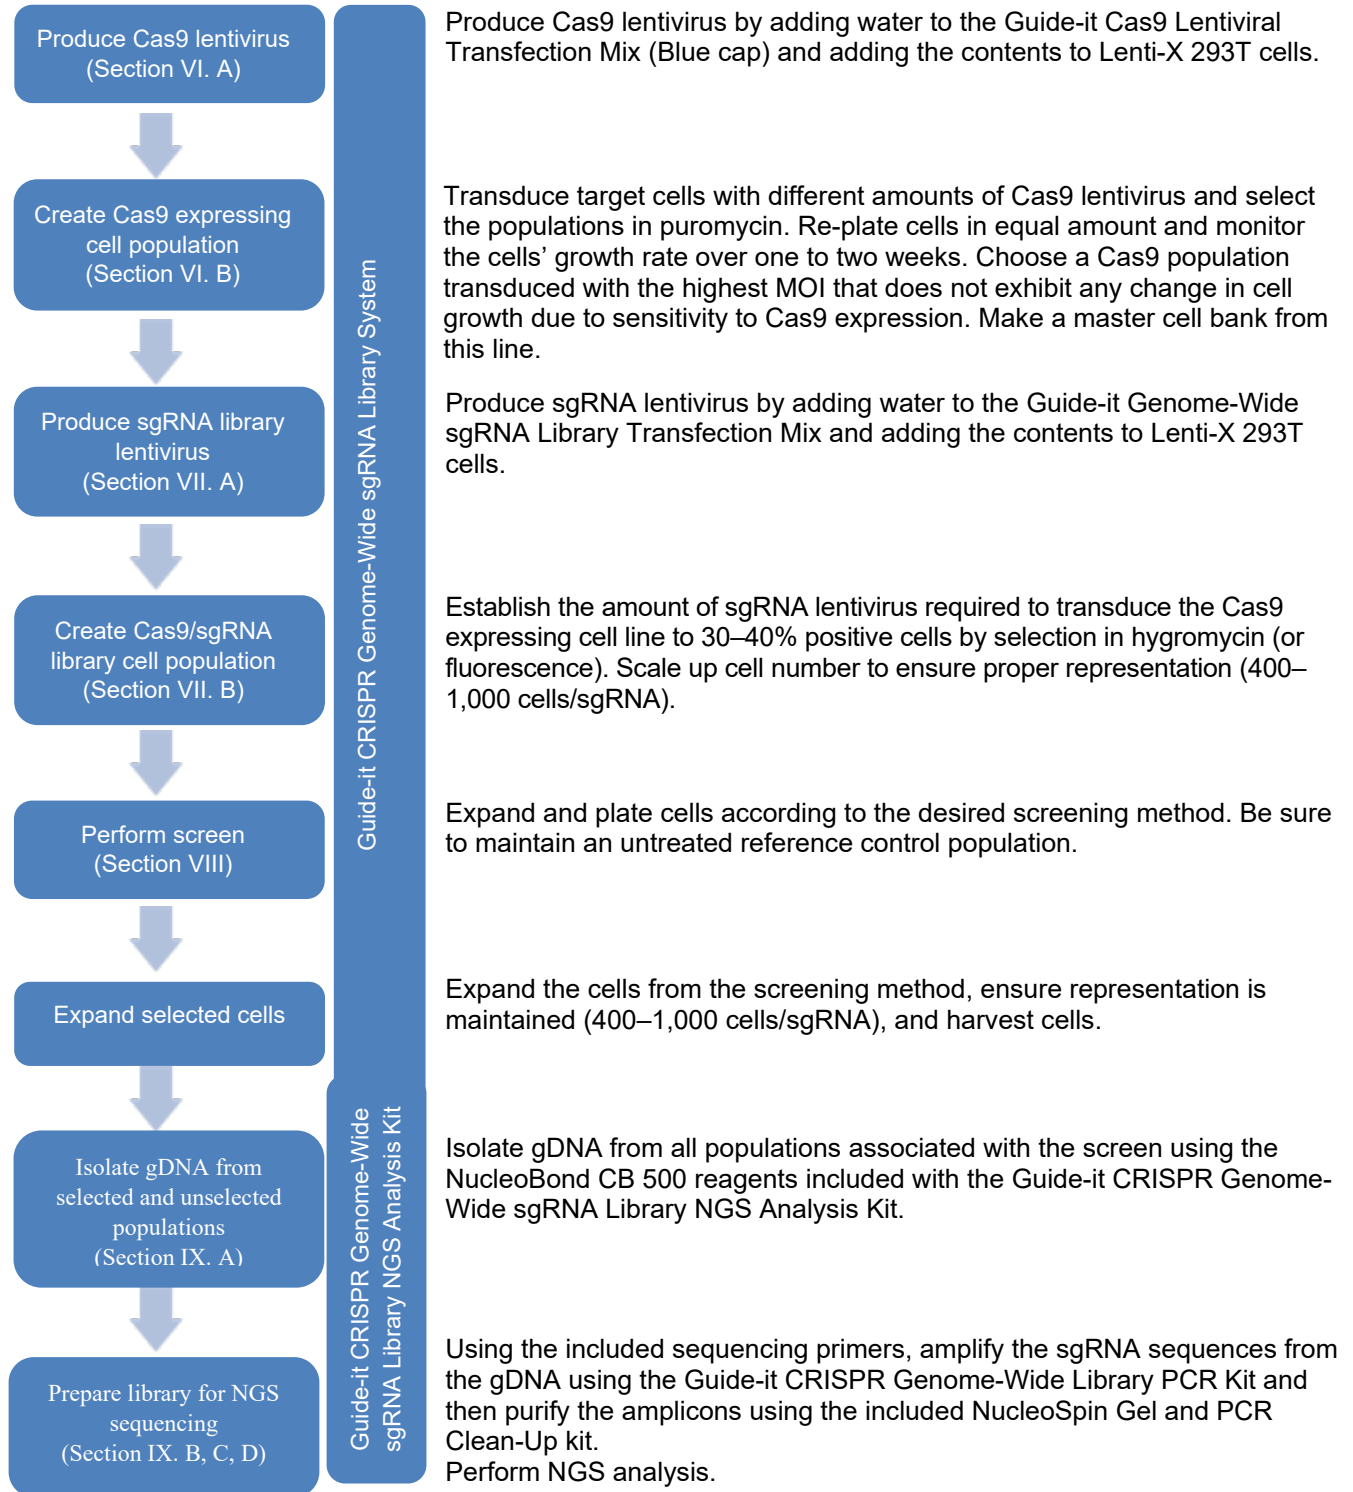 Produce Cas9 lentivirus
(Section VI. A)
Produce Cas9 lentivirus by adding water to the Guide-it Cas9 Lentiviral
Transfection Mix (Blue cap) and adding the contents to Lenti-X 293T cells.
Create Cas9 expressing
cell population
(Section VI. B)
Transduce target cells with different amounts of Cas9 lentivirus and select
the populations in puromycin. Re-plate cells in equal amount and monitor
the cells’ growth rate over one to two weeks. Choose a Cas9 population
transduced with the highest MOI that does not exhibit any change in cell
growth due to sensitivity to Cas9 expression. Make a master cell bank from
this line.
Produce sgRNA library
lentivirus
(Section VII. A)
Produce sgRNA lentivirus by adding water to the Guide-it Genome-Wide
sgRNA Library Transfection Mix and adding the contents to Lenti-X 293T
cells.
Create Cas9/sgRNA
library cell population
(Section VII. B)
Establish the amount of sgRNA lentivirus required to transduce the Cas9
expressing cell line to 30–40% positive cells by selection in hygromycin (or
fluorescence). Scale up cell number to ensure proper representation (400–
1,000 cells/sgRNA).
Perform screen
(Section VIII)
Expand and plate cells according to the desired screening method. Be sure
to maintain an untreated reference control population.
Expand selected cells
Expand the cells from the screening method, ensure representation is
maintained (400–1,000 cells/sgRNA), and harvest cells.
Guide-it CRISPR Genome-Wide sgRNA Library System
Isolate gDNA from
selected and unselected
populations
(Section IX. A)
Isolate gDNA from all populations associated with the screen using the
NucleoBond CB 500 reagents included with the Guide-it CRISPR Genome-
Wide sgRNA Library NGS Analysis Kit.
Prepare library for NGS
sequencing
(Section IX. B, C, D)
Using the included sequencing primers, amplify the sgRNA sequences from
the gDNA using the Guide-it CRISPR Genome-Wide Library PCR Kit and
then purify the amplicons using the included NucleoSpin Gel and PCR
Clean-Up kit.
Perform NGS analysis.
Guide-it CRISPR Genome-Wide
sgRNA Library NGS Analysis Kit